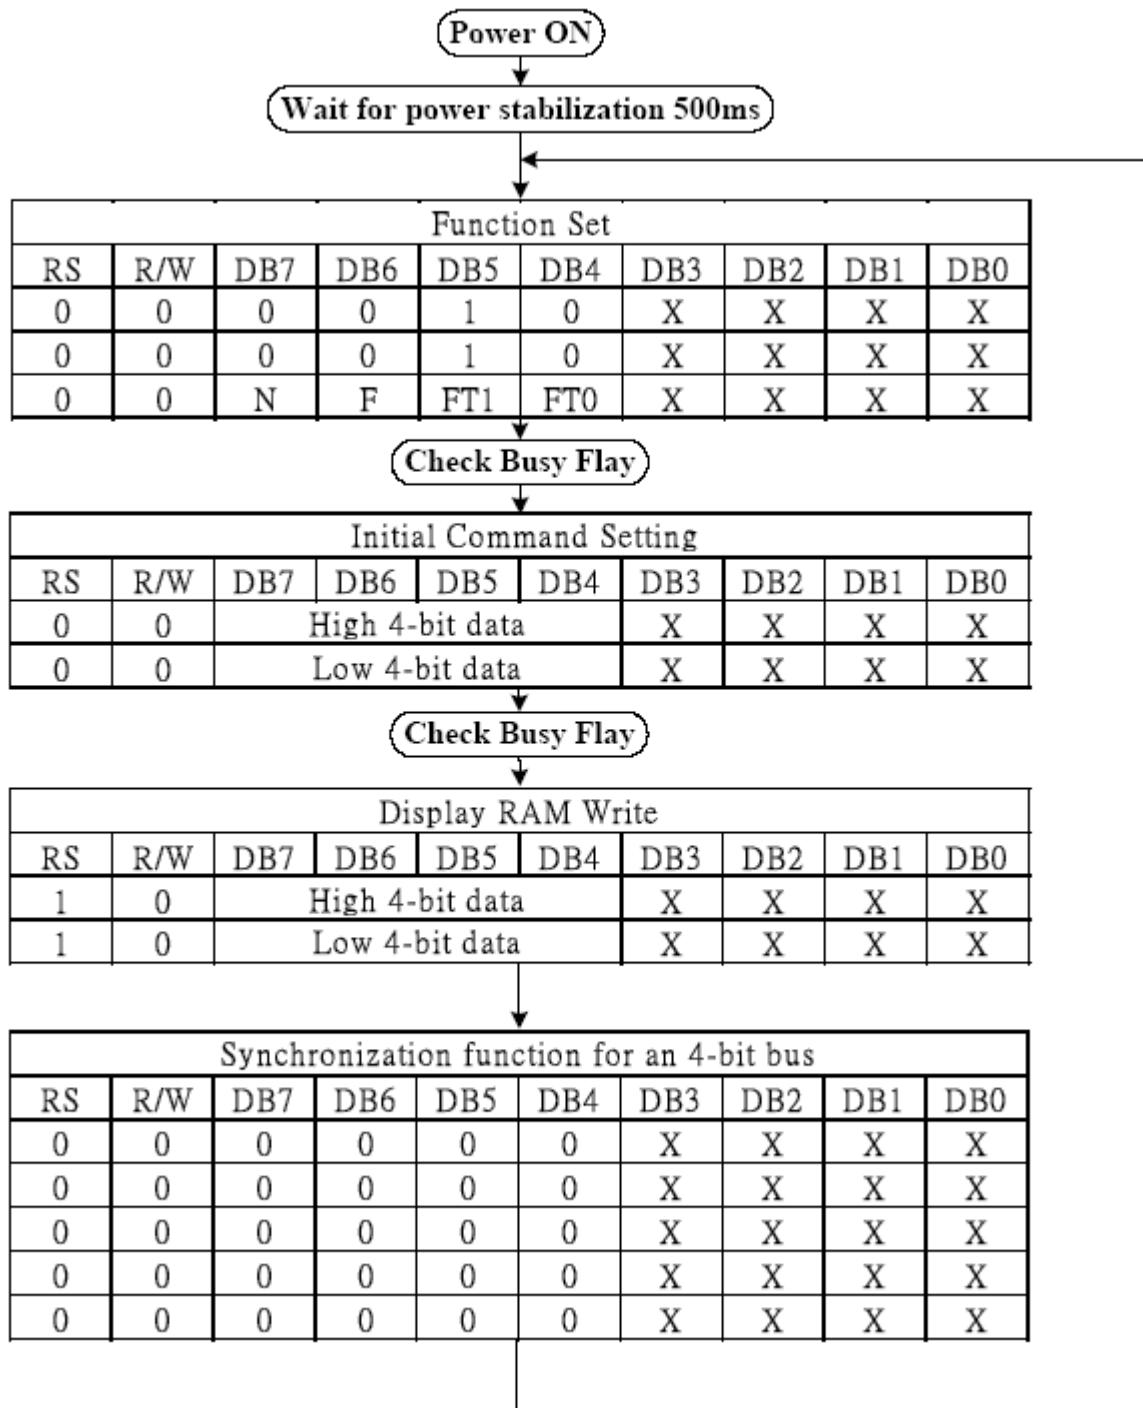 Power ON
Wait for power stabilization 500ms
Function Set
RS R/W DB7 DB6 DB5 DB4 DB3 DB2 DB1 DB0
0 0 0 0 1 0 X X X X
0 0 0 0 1 0 X X X X
0 0 N F FT1 FT0 X X X X
Check Busy Flay
Initial Command Setting
RS R/W DB7 DB6 DB5 DB4 DB3 DB2 DB1 DB0
0 0 High 4-bit data X X X X
0 0 Low 4-bit data X X X X
Check Busy Flay
Display RAM Write
RS R/W DB7 DB6 DB5 DB4 DB3 DB2 DB1 DB0
1 0 High 4-bit data X X X X
1 0 Low 4-bit data X X X X
Synchronization function for an 4-bit bus
RS R/W DB7 DB6 DB5 DB4 DB3 DB2 DB1 DB0
0 0 0 0 0 0 X X X X
0 0 0 0 0 0 X X X X
0 0 0 0 0 0 X X X X
0 0 0 0 0 0 X X X X
0 0 0 0 0 0 X X X X